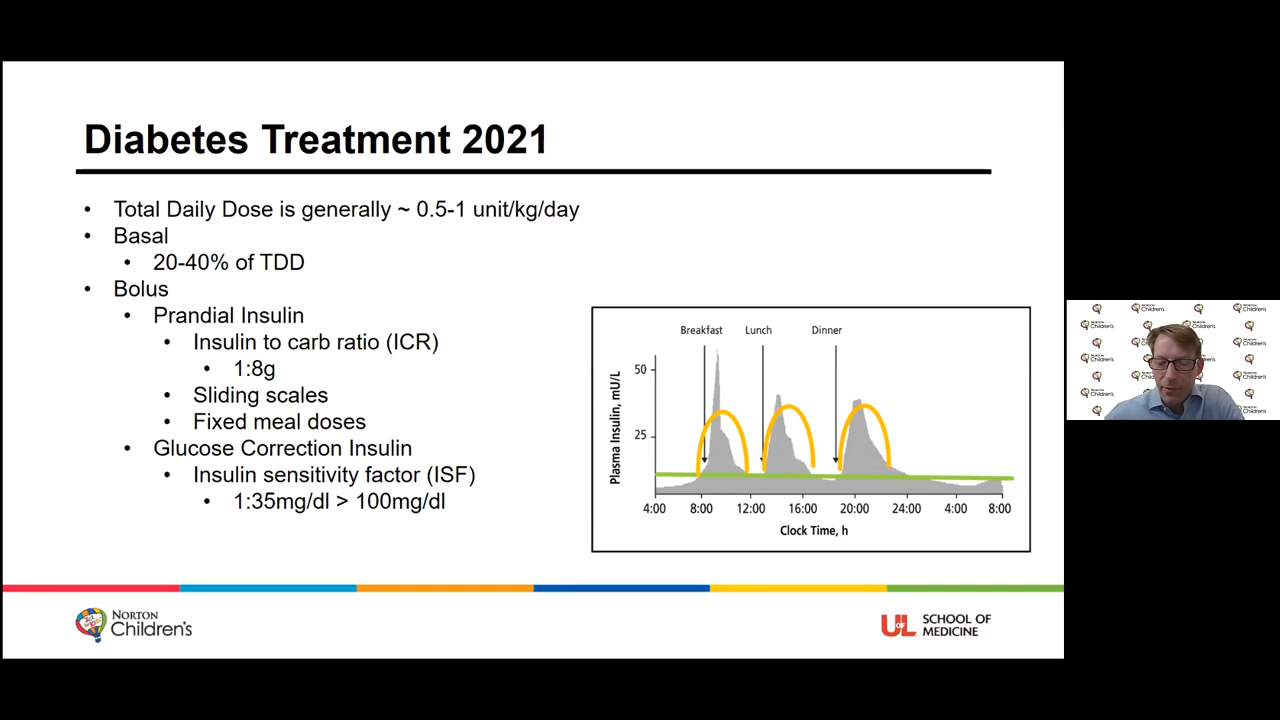 Diabetes Treatment 2021
• Total Daily Dose is generally ~ 0.5-1 unit/kg/day
• Basal
• 20-40% of TDD
• Bolus
• Prandial Insulin
• Insulin to carb ratio (ICR)
• 1:8g
• Sliding scales
• Fixed meal doses
• Glucose Correction Insulin
• Insulin sensitivity factor (ISF)
• 1:35mg/dl > 100mg/dl
Breakfast Lunch Dinner
Plasma Insulin, mU/L
50
25
4:00 8:00 12:00 16:00 20:00 24:00 4:00 8:00
Clock Time, h
NORTON
Children's
UofL
SCHOOL OF
MEDICINE